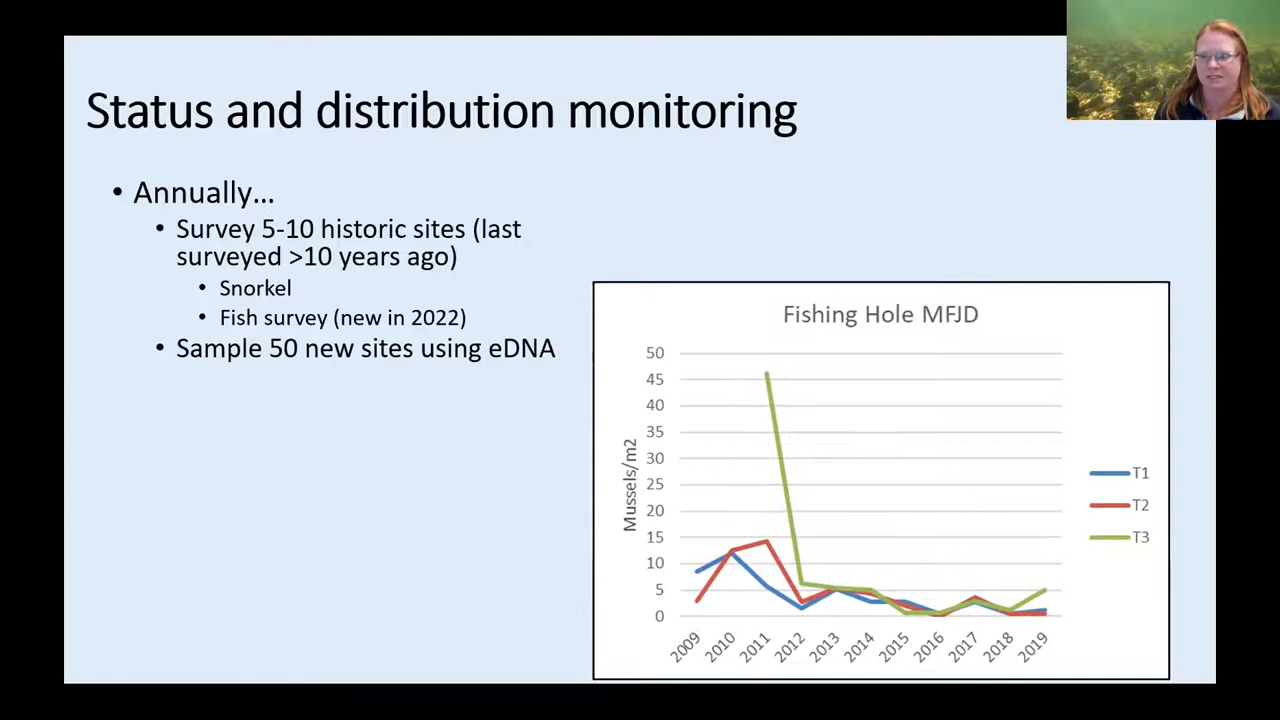 Status and distribution monitoring
• Annually…
• Survey 5-10 historic sites (last
surveyed >10 years ago)
• Snorkel
• Fish survey (new in 2022)
• Sample 50 new sites using eDNA
Fishing Hole MFJD
50
45
40
35
30
25
20
15
10
5
0
Mussels/m2
2009
2010
2011
2012
2013
2014
2015
2016
2017
2018
2019
T1
T2
T3